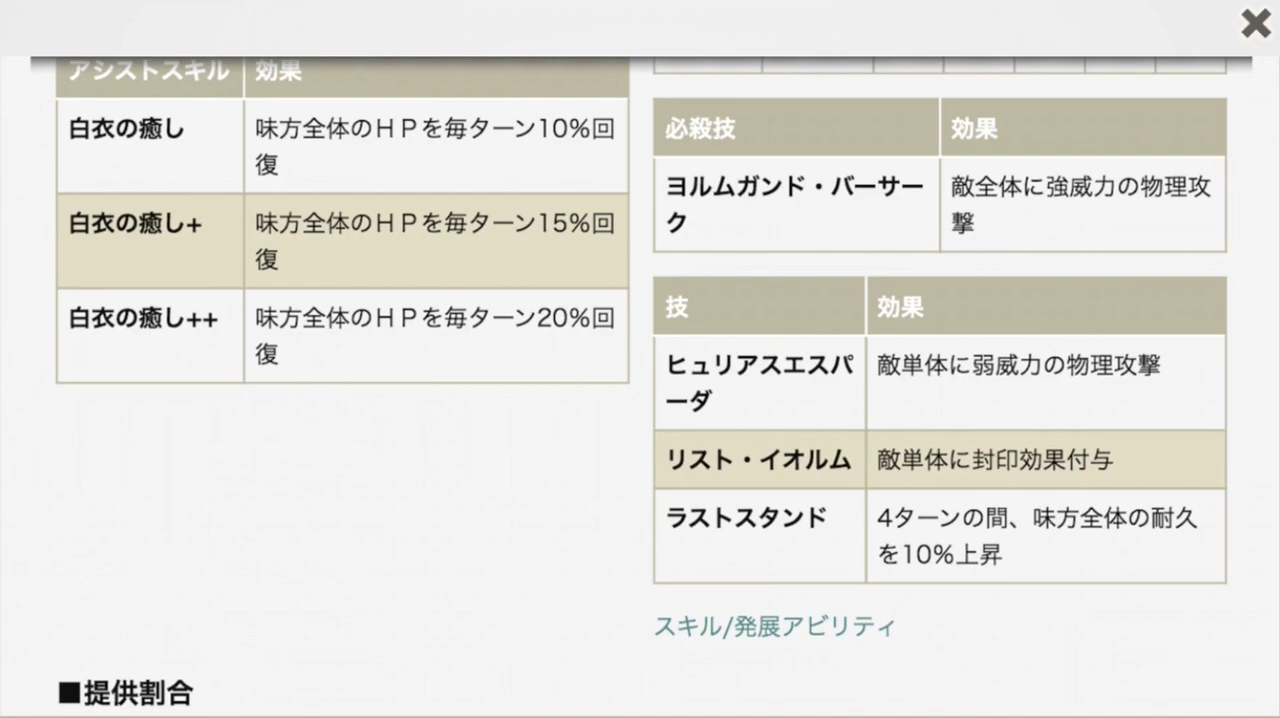 アシストスキル 効果
白衣の癒し 味方全体のＨＰを毎ターン10%回
復
白衣の癒し+ 味方全体のＨＰを毎ターン15%回
復
白衣の癒し++ 味方全体のＨＰを毎ターン20%回
復
必殺技 効果
ヨルムガンド・バーサー 敵全体に強威力の物理攻
ク 撃
技 効果
ヒュリアスエスパ 敵単体に弱威力の物理攻撃
ーダ
リスト・イオルム 敵単体に封印効果付与
ラストスタンド 4ターンの間、味方全体の耐久
を10%上昇
スキル/発展アビリティ
■提供割合